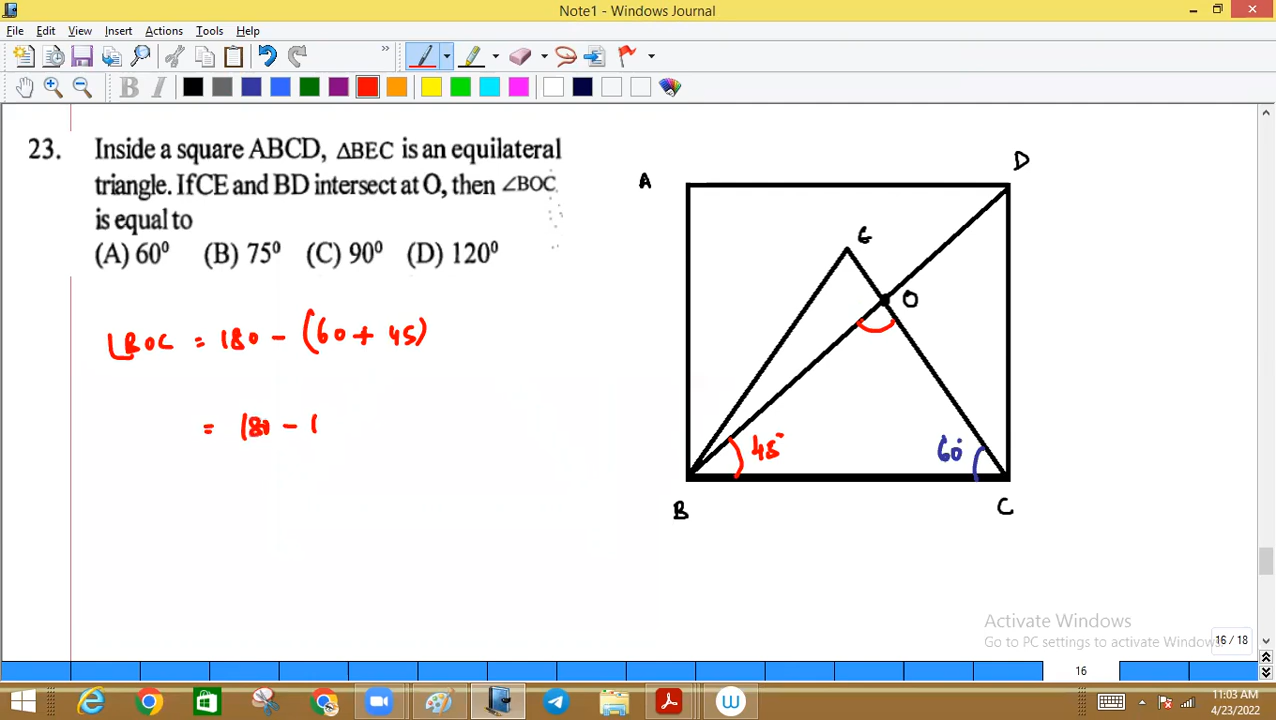 Note1 - Windows Journal
File Edit View Insert Actions Tools Help
»
B I
23. Inside a square ABCD, ΔBEC is an equilateral
triangle. If CE and BD intersect at O, then ∠BOC
is equal to
(A) 60⁰ (B) 75⁰ (C) 90⁰ (D) 120⁰
∠BOC = 180 - (60 + 45)
= 180 - 1
A
D
E
O
45°
60°
B
C
Activate Windows
Go to PC settings to activate Windows.
16 / 18
16
W
11:03 AM
4/23/2022